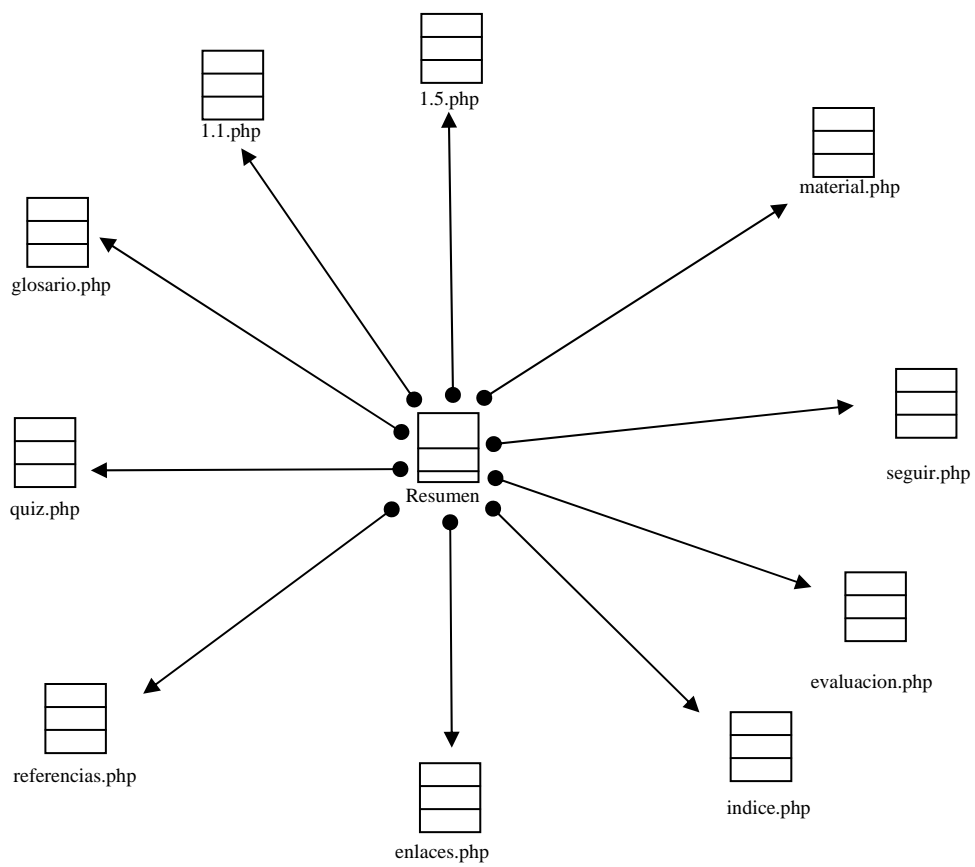 1.5.php
1.1.php
material.php
glosario.php
seguir.php
Resumen
quiz.php
evaluacion.php
referencias.php
indice.php
enlaces.php